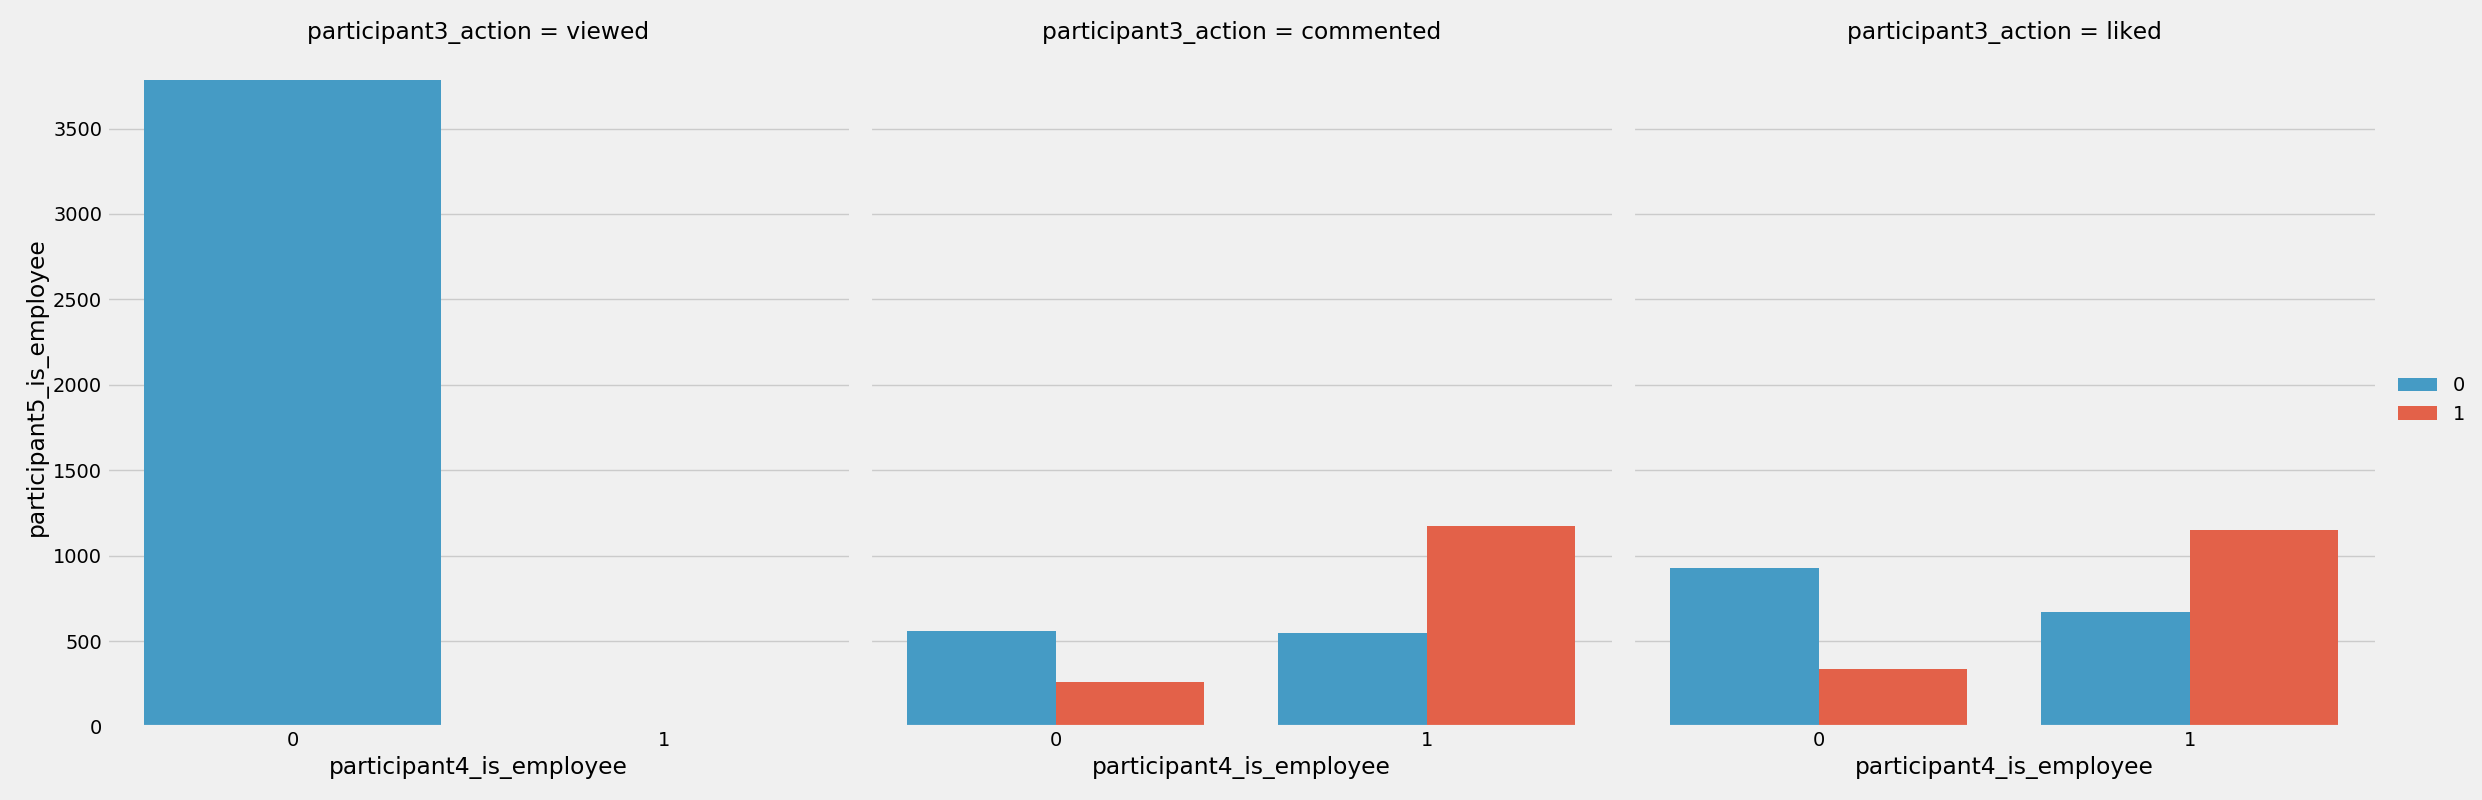 participant3_action = viewed
participant3_action = commented
participant3_action = liked
participant5_is_employee
3500
3000
2500
2000
1500
1000
500
0
0 1
0 1
0 1
participant4_is_employee
participant4_is_employee
participant4_is_employee
0
1